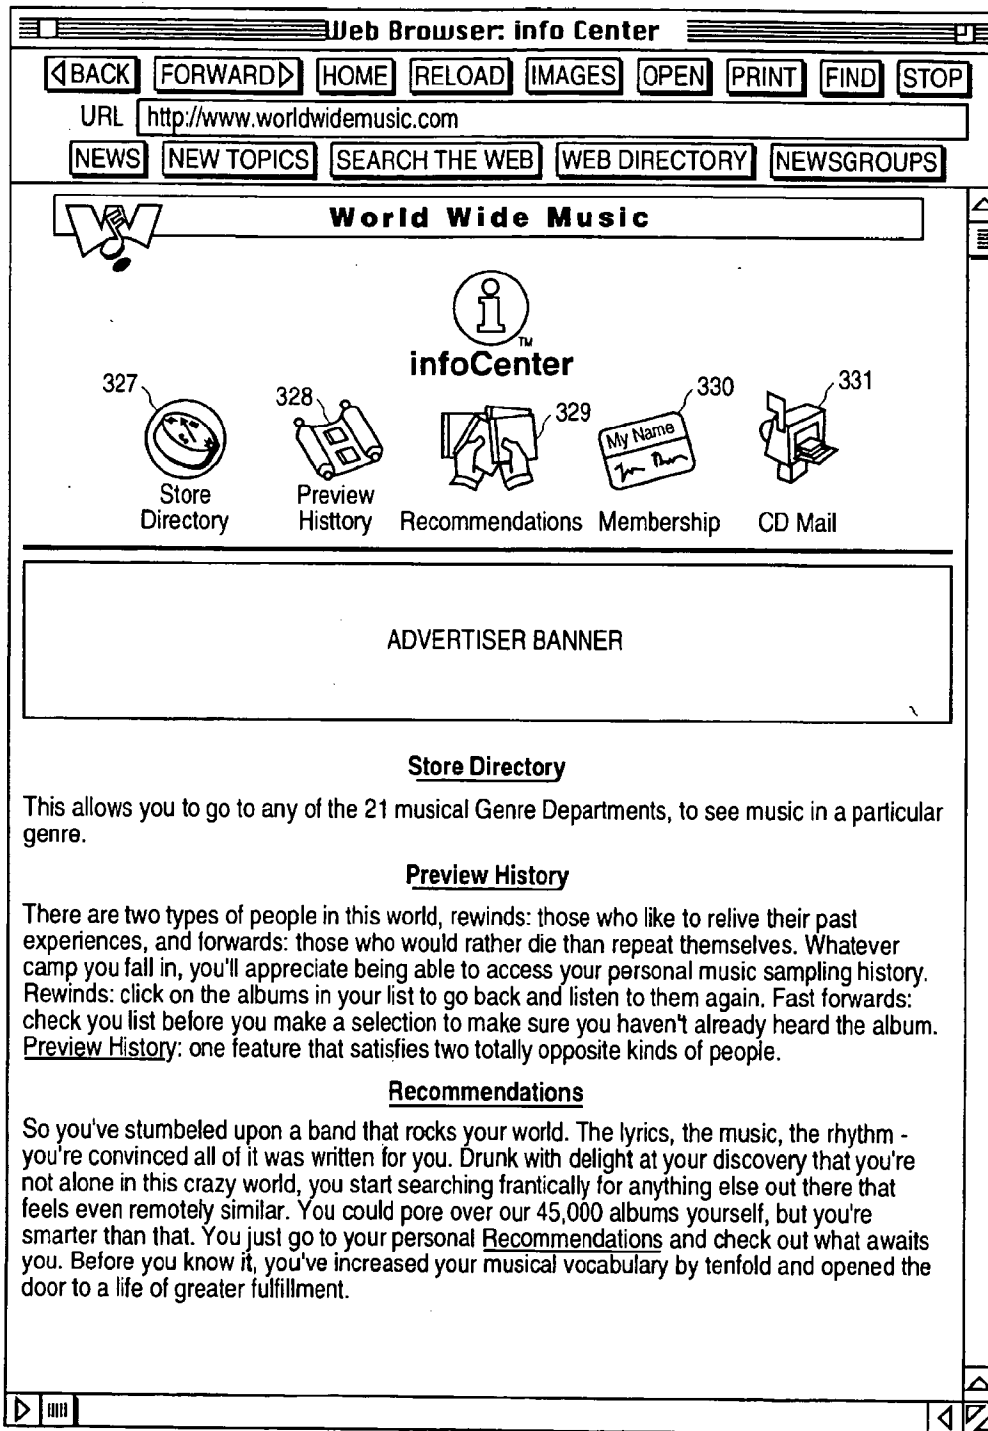 Web Browser: info Center
BACK FORWARD HOME RELOAD IMAGES OPEN PRINT FIND STOP
URL http://www.worldwidemusic.com
NEWS NEW TOPICS SEARCH THE WEB WEB DIRECTORY NEWSGROUPS
World Wide Music
i
TM
infoCenter
327 328 329 330 331
My Name
Store Directory
Preview Histtory
Recommendations
Membership
CD Mail
ADVERTISER BANNER
Store Directory
This allows you to go to any of the 21 musical Genre Departments, to see music in a particular
genre.
Preview History
There are two types of people in this world, rewinds: those who like to relive their past
experiences, and forwards: those who would rather die than repeat themselves. Whatever
camp you fall in, you'll appreciate being able to access your personal music sampling history.
Rewinds: click on the albums in your list to go back and listen to them again. Fast forwards:
check you list before you make a selection to make sure you haven't already heard the album.
Preview History: one feature that satisfies two totally opposite kinds of people.
Recommendations
So you've stumbeled upon a band that rocks your world. The lyrics, the music, the rhythm -
you're convinced all of it was written for you. Drunk with delight at your discovery that you're
not alone in this crazy world, you start searching frantically for anything else out there that
feels even remotely similar. You could pore over our 45,000 albums yourself, but you're
smarter than that. You just go to your personal Recommendations and check out what awaits
you. Before you know it, you've increased your musical vocabulary by tenfold and opened the
door to a life of greater fulfillment.